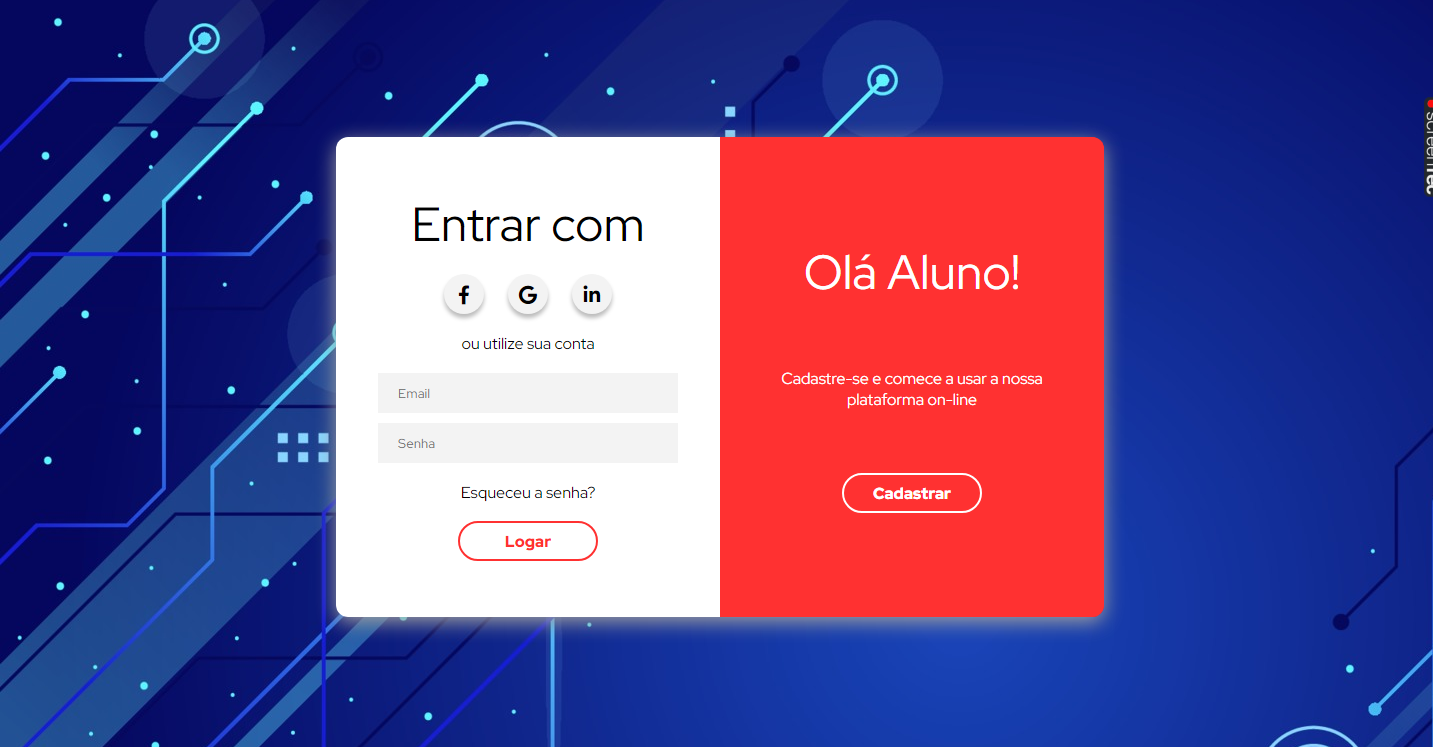 Entrar com
f G in
ou utilize sua conta
Email
Senha
Esqueceu a senha?
Logar
Olá Aluno!
Cadastre-se e comece a usar a nossa
plataforma on-line
Cadastrar